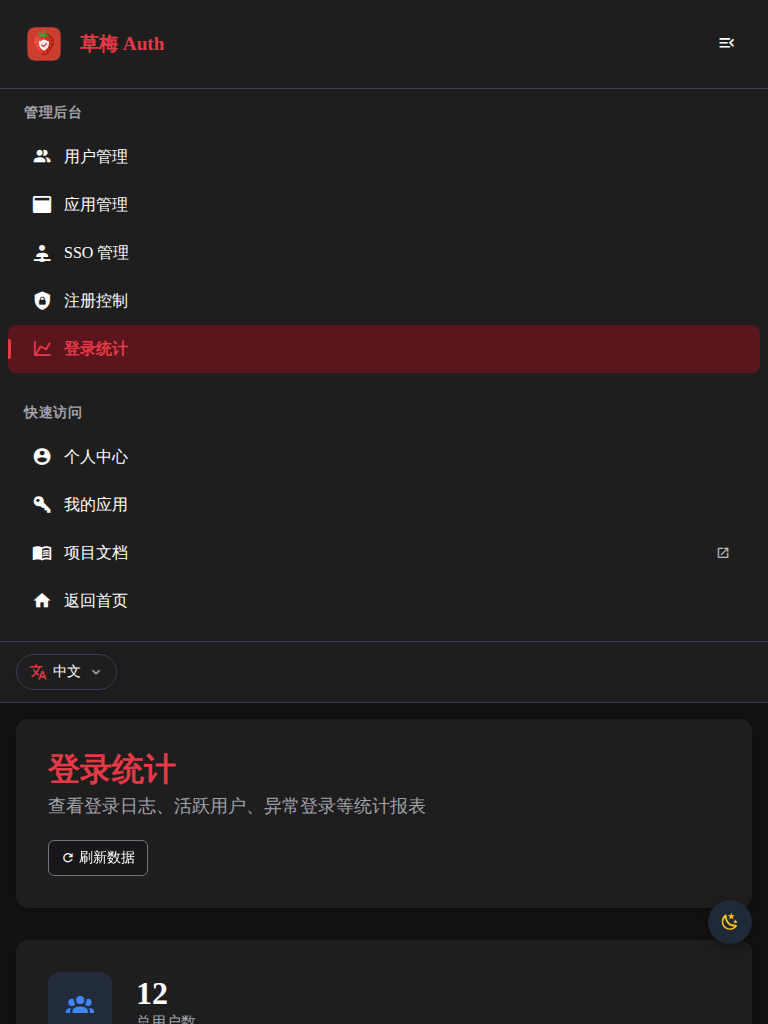 草梅 Auth
管理后台
用户管理
应用管理
SSO 管理
注册控制
登录统计
快速访问
个人中心
我的应用
项目文档
返回首页
中文
登录统计
查看登录日志、活跃用户、异常登录等统计报表
刷新数据
12
总用户数